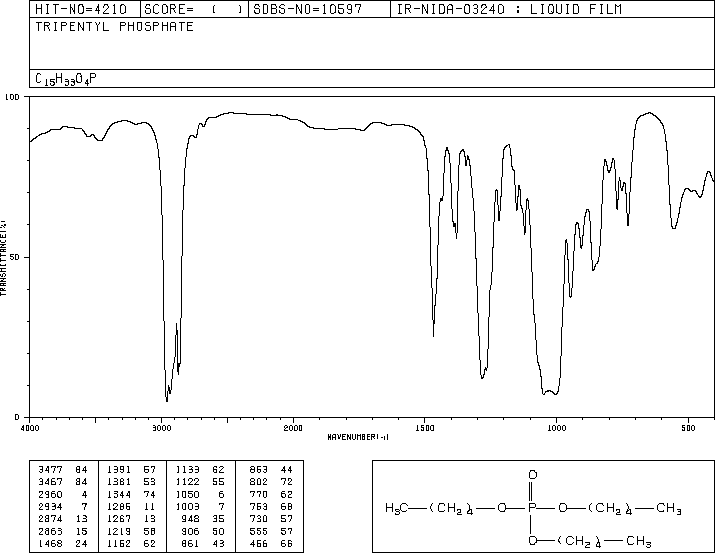 HIT-NO=4210 SCORE= ( ) SDBS-NO=10597 IR-NIDA-03240 : LIQUID FILM
TRIPENTYL PHOSPHATE
C15H33O4P
100
50
0
TRANSMITTANCE(%)
4000 3000 2000 1500 1000 500
WAVENUMBER(-1)
3477 84 1391 57 1133 62 863 44
3467 84 1381 53 1122 55 802 72
2960 4 1344 74 1050 6 770 62
2934 7 1286 11 1003 7 753 68
2874 13 1267 13 948 35 730 57
2863 15 1219 58 906 50 555 57
1468 24 1162 62 861 43 456 66
O
H3C—(CH2)4—O—P—O—(CH2)4—CH3
O—(CH2)4—CH3